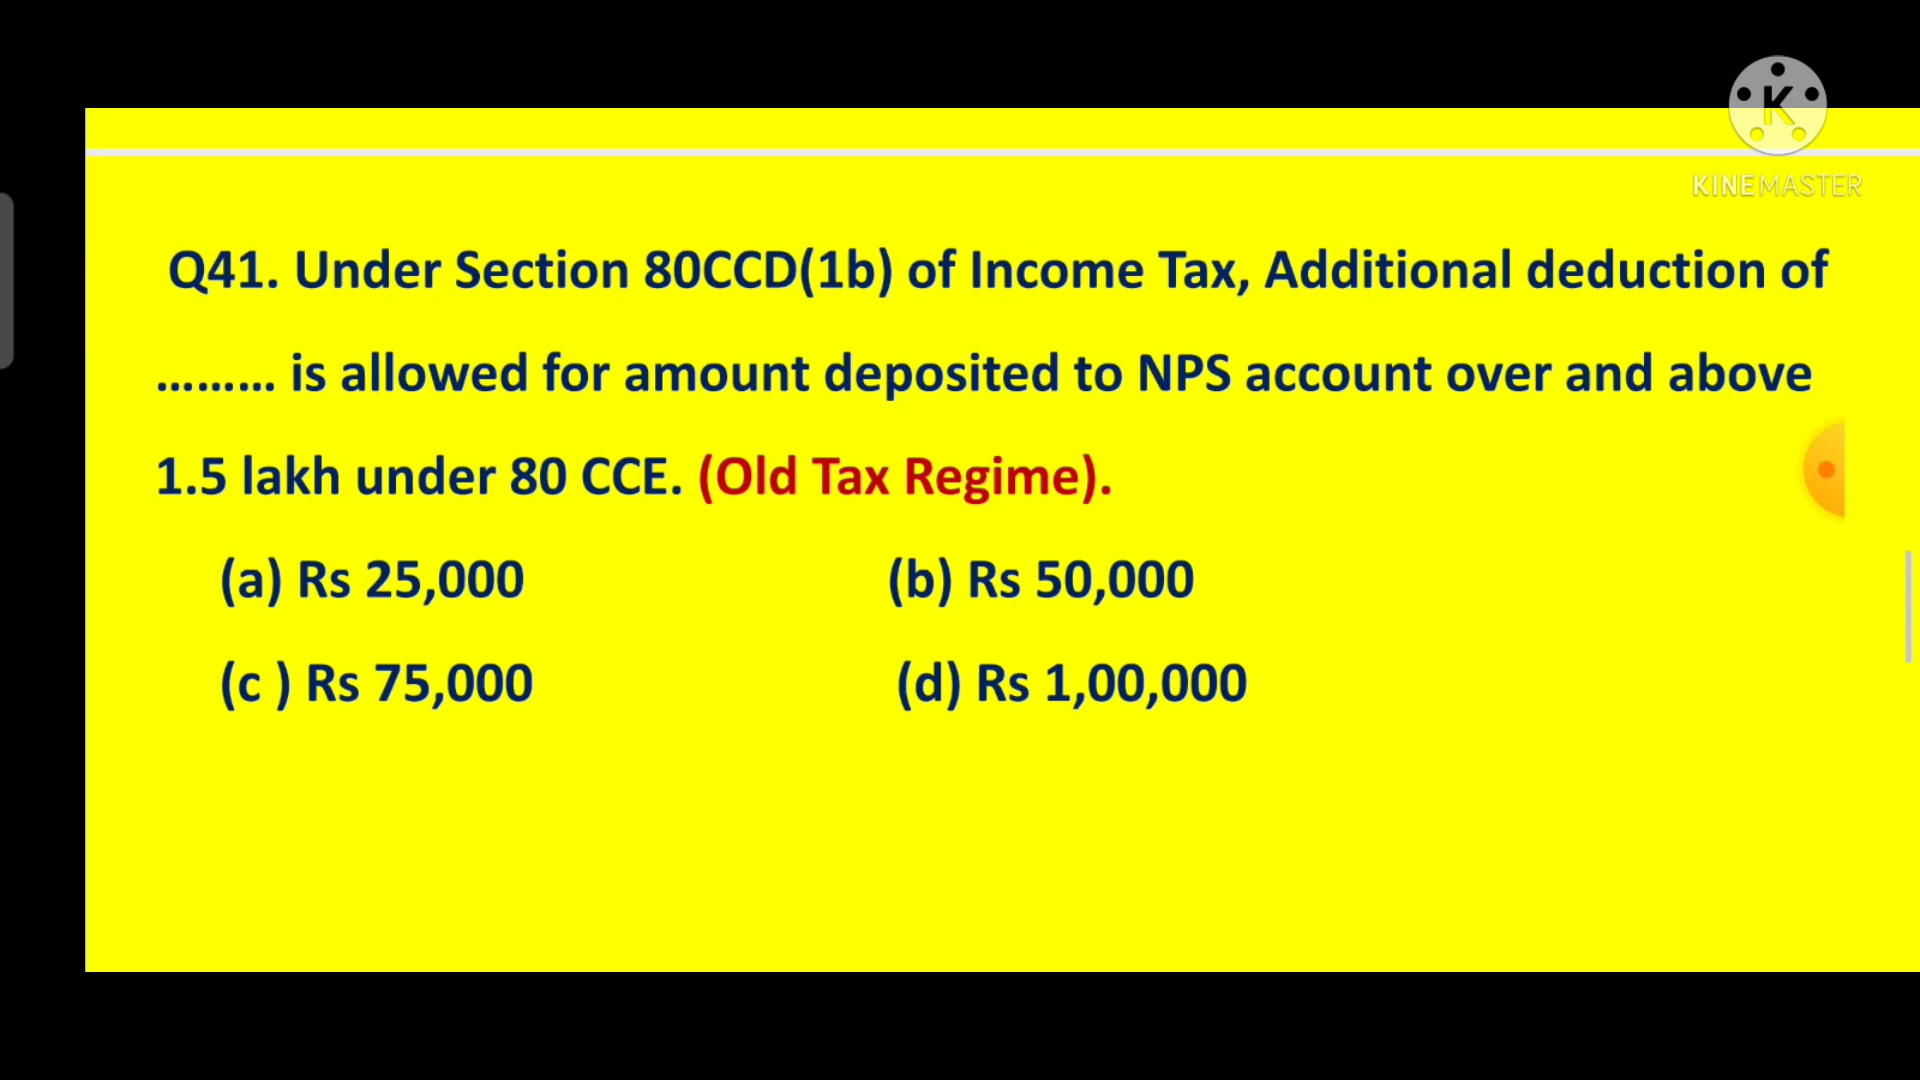 K
KINEMASTER
Q41. Under Section 80CCD(1b) of Income Tax, Additional deduction of
......... is allowed for amount deposited to NPS account over and above
1.5 lakh under 80 CCE. (Old Tax Regime).
(a) Rs 25,000 (b) Rs 50,000
(c ) Rs 75,000 (d) Rs 1,00,000